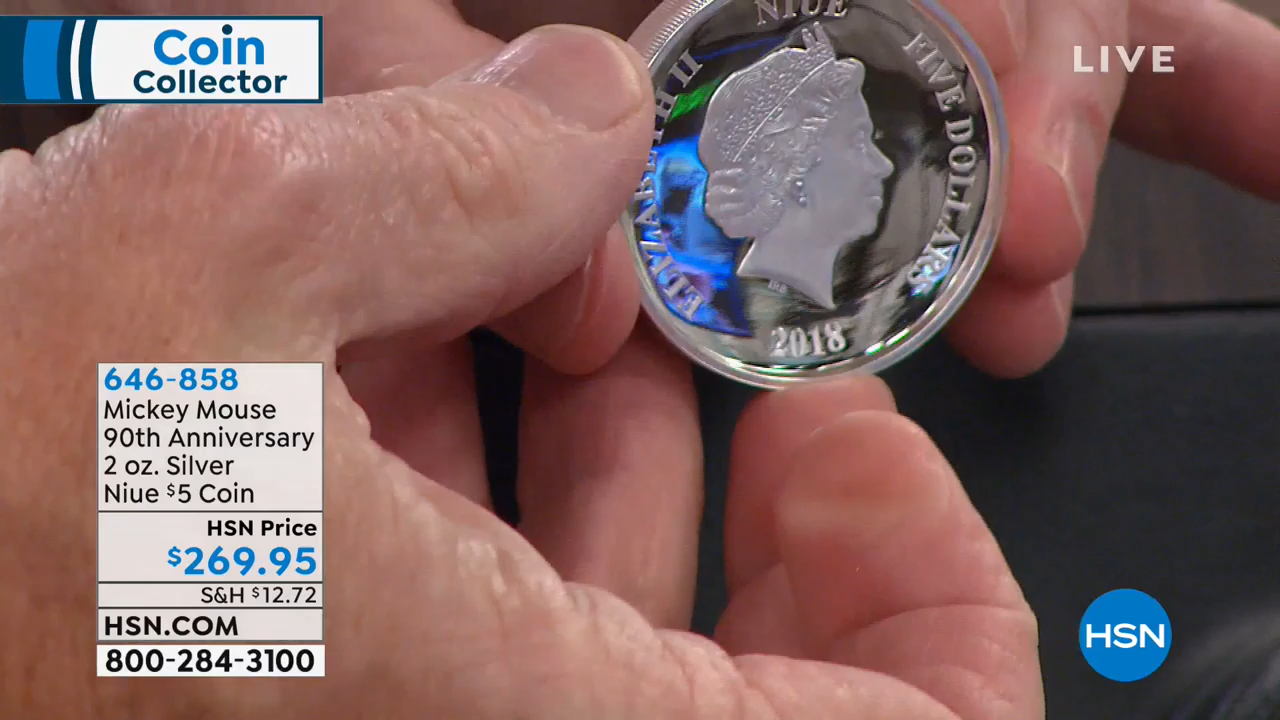 Coin
Collector
LIVE
NIUE
FIVE DOLLARS
ELIZABETH II
IRB
2018
646-858
Mickey Mouse
90th Anniversary
2 oz. Silver
Niue $5 Coin
HSN Price
$269.95
S&H $12.72
HSN.COM
800-284-3100
HSN